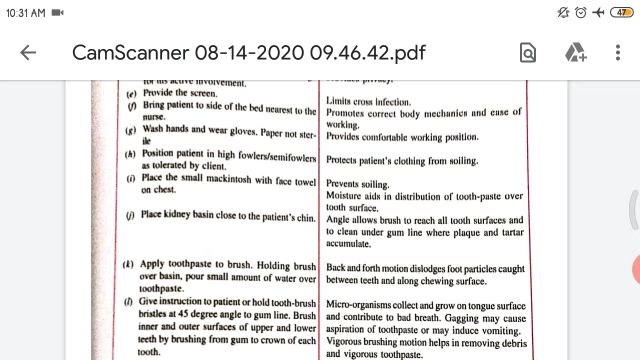 10:31 AM
47
CamScanner 08-14-2020 09.46.42.pdf
for his active involvement.
(e) Provide the screen.
(f) Bring patient to side of the bed nearest to the
nurse.
(g) Wash hands and wear gloves. Paper not ster-
ile
(h) Position patient in high fowlers/semifowlers
as tolerated by client.
(i) Place the small mackintosh with face towel
on chest.
(j) Place kidney basin close to the patient's chin.
(k) Apply toothpaste to brush. Holding brush
over basin, pour small amount of water over
toothpaste.
(l) Give instruction to patient or hold tooth-brush
bristles at 45 degree angle to gum line. Brush
inner and outer surfaces of upper and lower
teeth by brushing from gum to crown of each
tooth.
privacy.
Limits cross infection.
Promotes correct body mechanics and ease of
working.
Provides comfortable working position.
Protects patient's clothing from soiling.
Prevents soiling.
Moisture aids in distribution of tooth-paste over
tooth surface.
Angle allows brush to reach all tooth surfaces and
to clean under gum line where plaque and tartar
accumulate.
Back and forth motion dislodges foot particles caught
between teeth and along chewing surface.
Micro-organisms collect and grow on tongue surface
and contribute to bad breath. Gagging may cause
aspiration of toothpaste or may induce vomiting.
Vigorous brushing motion helps in removing debris
and vigorous toothpaste.